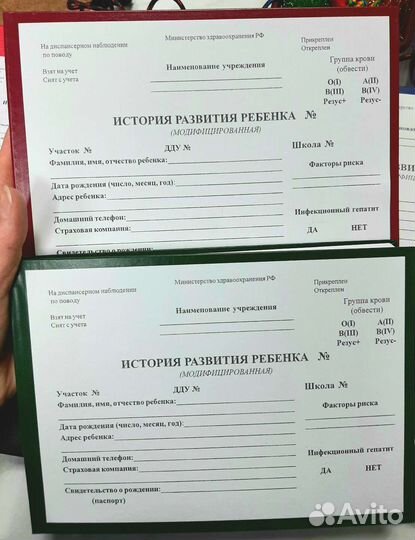 Министерство здравоохранения РФ
На диспансерном наблюдении
по поводу
Прикреплен
Откреплен
Взят на учет
Снят с учета
Наименование учреждения
Группа крови
(обвести)
О(I) А(II)
В(III) В(IV)
Резус+ Резус-
ИСТОРИЯ РАЗВИТИЯ РЕБЕНКА №
(МОДИФИЦИРОВАННАЯ)
Участок № ДДУ № Школа №
Фамилия, имя, отчество ребенка:
Факторы риска
Дата рождения (число, месяц, год):
Адрес ребенка:
Домашний телефон:
Инфекционный гепатит
Страховая компания:
ДА НЕТ
Свидетельство о рождении:
Министерство здравоохранения РФ
На диспансерном наблюдении
по поводу
Прикреплен
Откреплен
Взят на учет
Снят с учета
Наименование учреждения
Группа крови
(обвести)
О(I) А(II)
В(III) В(IV)
Резус+ Резус-
ИСТОРИЯ РАЗВИТИЯ РЕБЕНКА №
(МОДИФИЦИРОВАННАЯ)
Участок № ДДУ № Школа №
Фамилия, имя, отчество ребенка:
Факторы риска
Дата рождения (число, месяц, год):
Адрес ребенка:
Домашний телефон:
Инфекционный гепатит
Страховая компания:
ДА НЕТ
Свидетельство о рождении:
(паспорт)
Avito